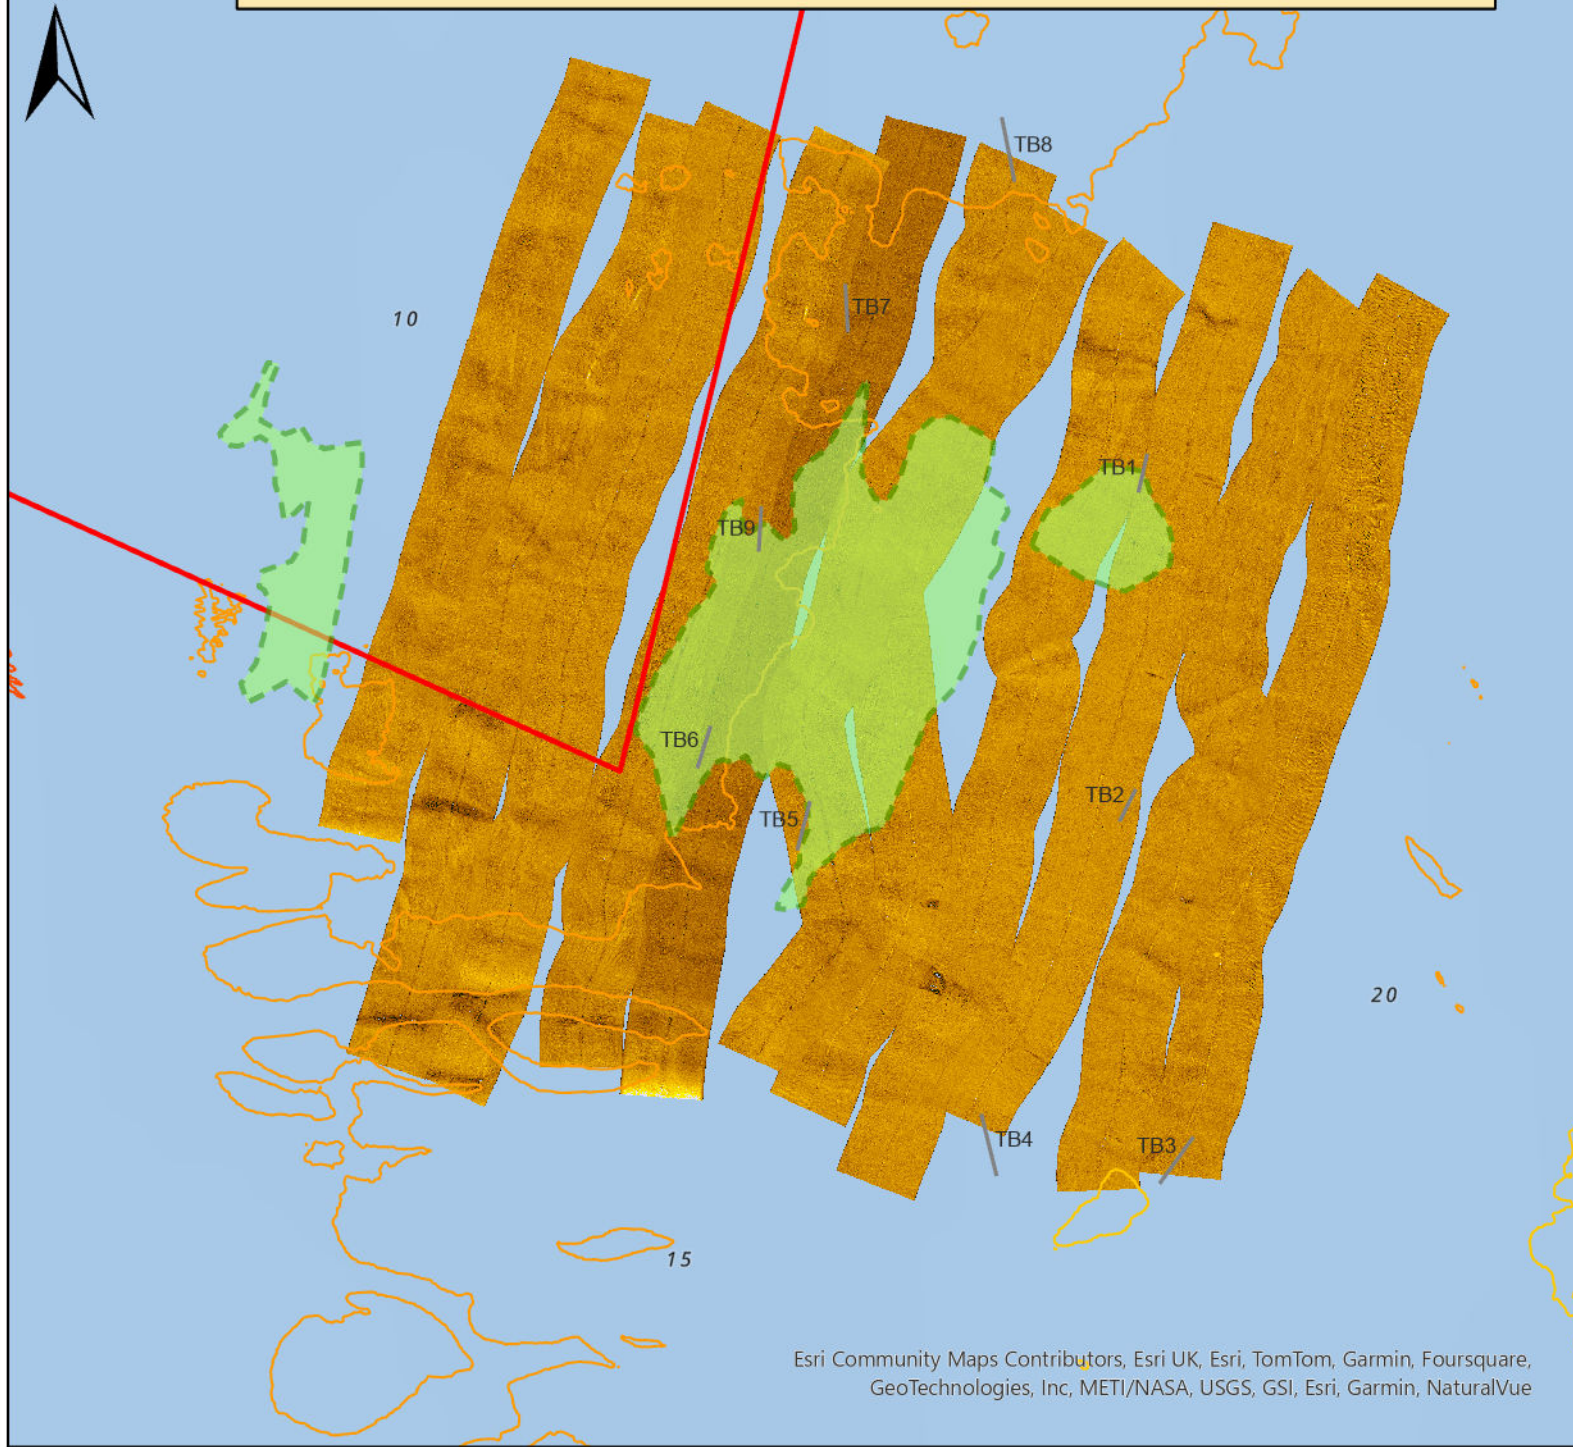 TB8
10
TB7
TB1
TB9
TB6
TB2
TB5
20
TB4
TB3
15
Esri Community Maps Contributors, Esri UK, Esri, TomTom, Garmin, Foursquare,
GeoTechnologies, Inc, METI/NASA, USGS, GSI, Esri, Garmin, NaturalVue